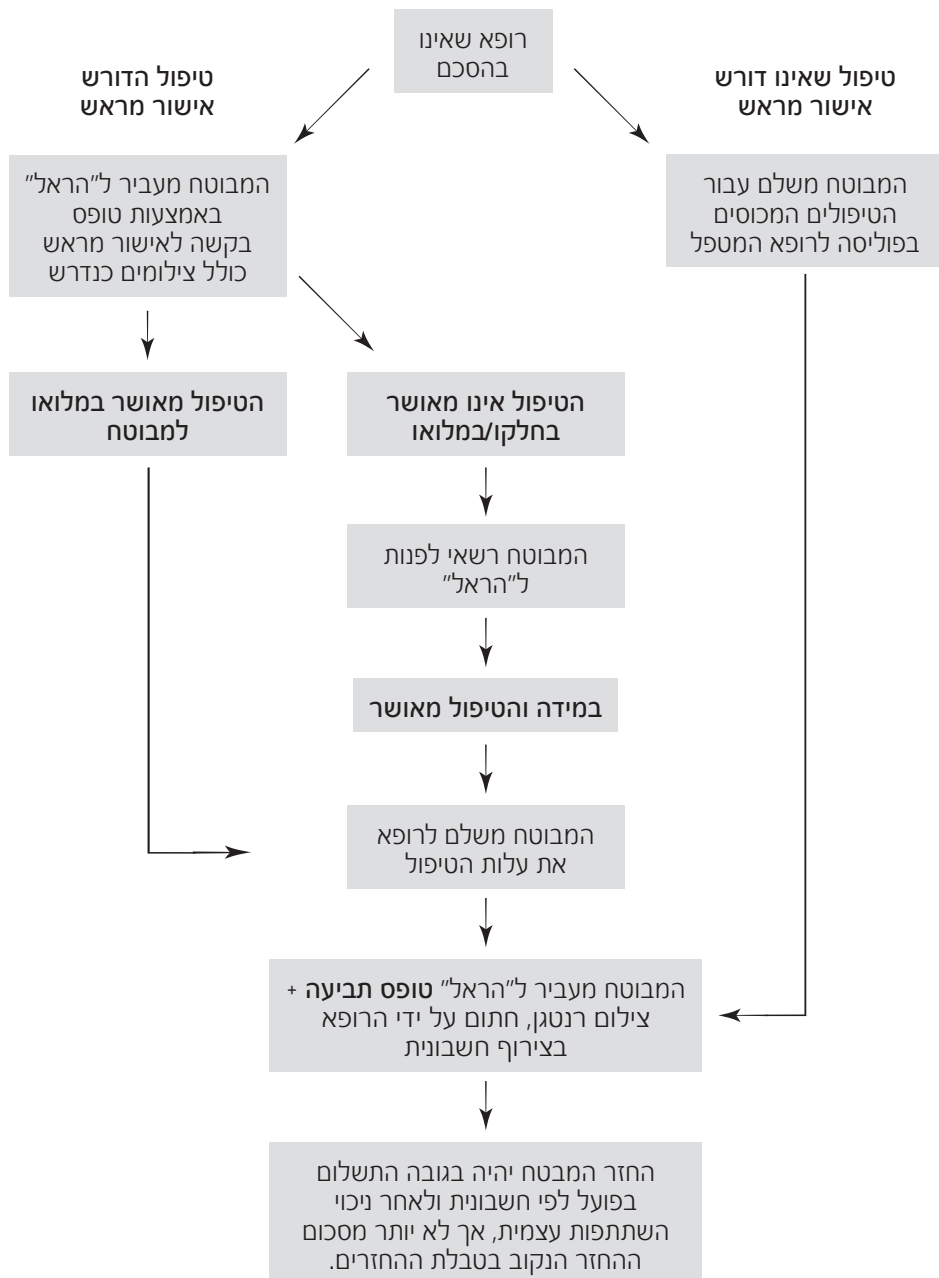 רופא שאינו
בהסכם
טיפול שאינו דורש
אישור מראש
טיפול הדורש
אישור מראש
המבוטח משלם עבור
הטיפולים המכוסים
בפוליסה לרופא המטפל
המבוטח מעביר ל"הראל"
באמצעות טופס
בקשה לאישור מראש
כולל צילומים כנדרש
הטיפול אינו מאושר
בחלקו/במלואו
הטיפול מאושר במלואו
למבוטח
המבוטח רשאי לפנות
ל"הראל"
במידה והטיפול מאושר
המבוטח משלם לרופא
את עלות הטיפול
המבוטח מעביר ל"הראל" טופס תביעה +
צילום רנטגן, חתום על ידי הרופא
בצירוף חשבונית
החזר המבטח יהיה בגובה התשלום
בפועל לפי חשבונית ולאחר ניכוי
השתתפות עצמית, אך לא יותר מסכום
ההחזר הנקוב בטבלת ההחזרים.